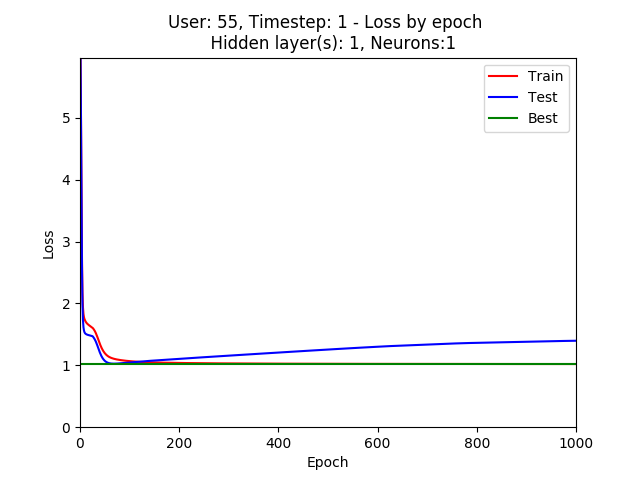 User: 55, Timestep: 1 - Loss by epoch
Hidden layer(s): 1, Neurons:1
Train
Test
Best
5
4
3
2
1
0
Loss
0 200 400 600 800 1000
Epoch